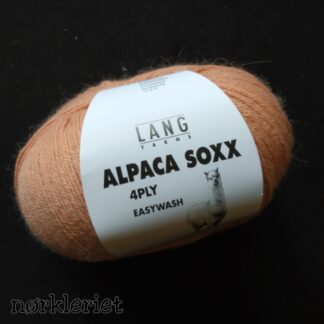 LANG
YARNS
ALPACA SOXX
4PLY
EASYWASH
nørkleriet